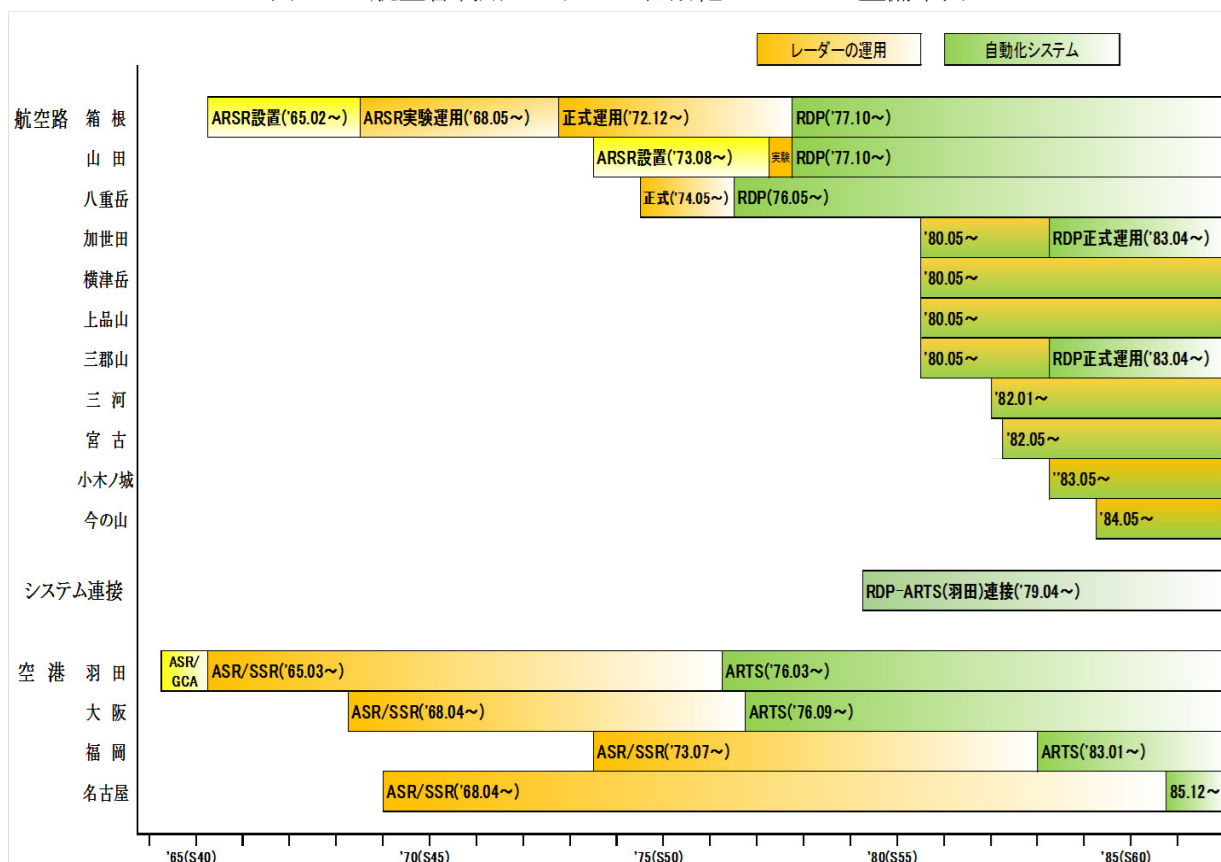 レーダーの運用 自動化システム
航空路 箱根 ARSR設置('65.02～) ARSR実験運用('68.05～) 正式運用('72.12～) RDP('77.10～)
山田 ARSR設置('73.08～) 実験 RDP('77.10～)
八重岳 正式('74.05～) RDP(76.05～)
加世田 '80.05～ RDP正式運用('83.04～)
横津岳 '80.05～
上品山 '80.05～
三郡山 '80.05～ RDP正式運用('83.04～)
三河 '82.01～
宮古 '82.05～
小木ノ城 ''83.05～
今の山 '84.05～
システム連接 RDP-ARTS(羽田)連接('79.04～)
空港 羽田 ASR/
GCA ASR/SSR('65.03～) ARTS('76.03～)
大阪 ASR/SSR('68.04～) ARTS('76.09～)
福岡 ASR/SSR('73.07～) ARTS('83.01～)
名古屋 ASR/SSR('68.04～) 85.12～
'65(S40) '70(S45) '75(S50) '80(S55) '85(S60)